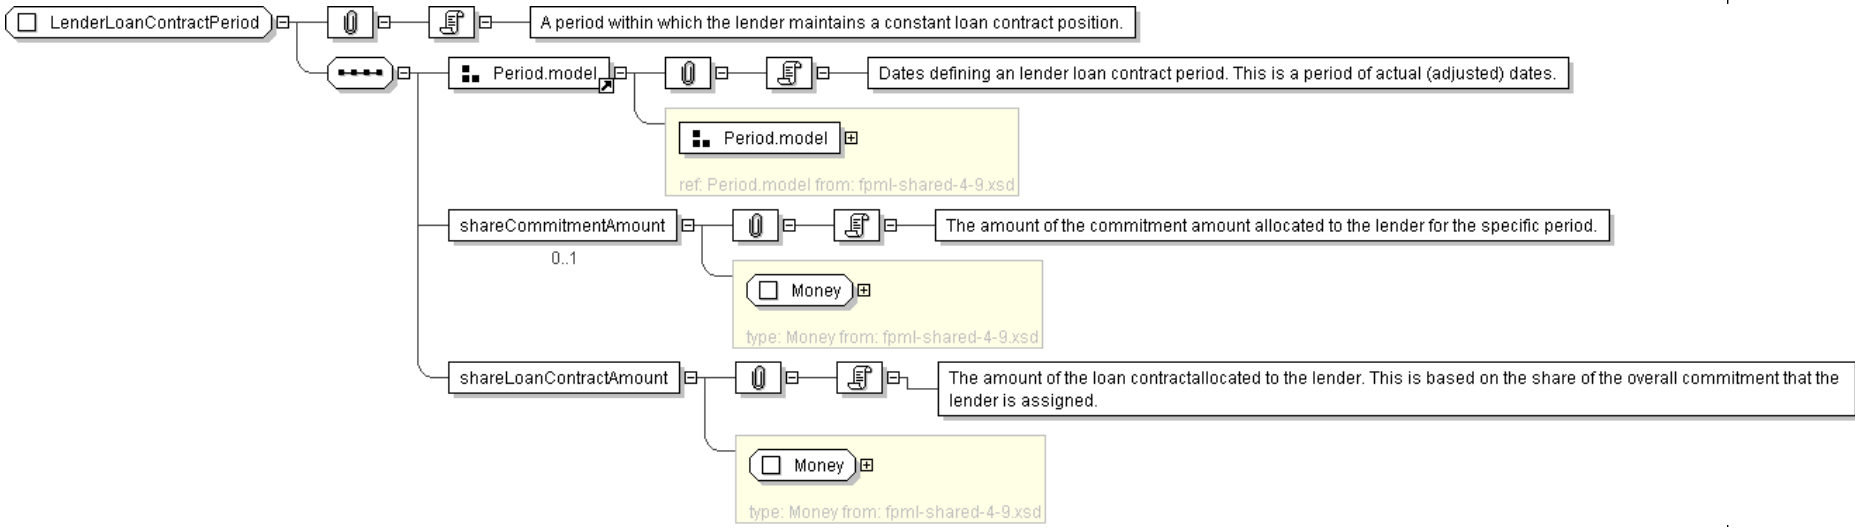 LenderLoanContractPeriod
A period within which the lender maintains a constant loan contract position.
Period.model
Dates defining an lender loan contract period. This is a period of actual (adjusted) dates.
Period.model
ref: Period.model from: fpml-shared-4-9.xsd
shareCommitmentAmount
The amount of the commitment amount allocated to the lender for the specific period.
0..1
Money
type: Money from: fpml-shared-4-9.xsd
shareLoanContractAmount
The amount of the loan contractallocated to the lender. This is based on the share of the overall commitment that the
lender is assigned.
Money
type: Money from: fpml-shared-4-9.xsd